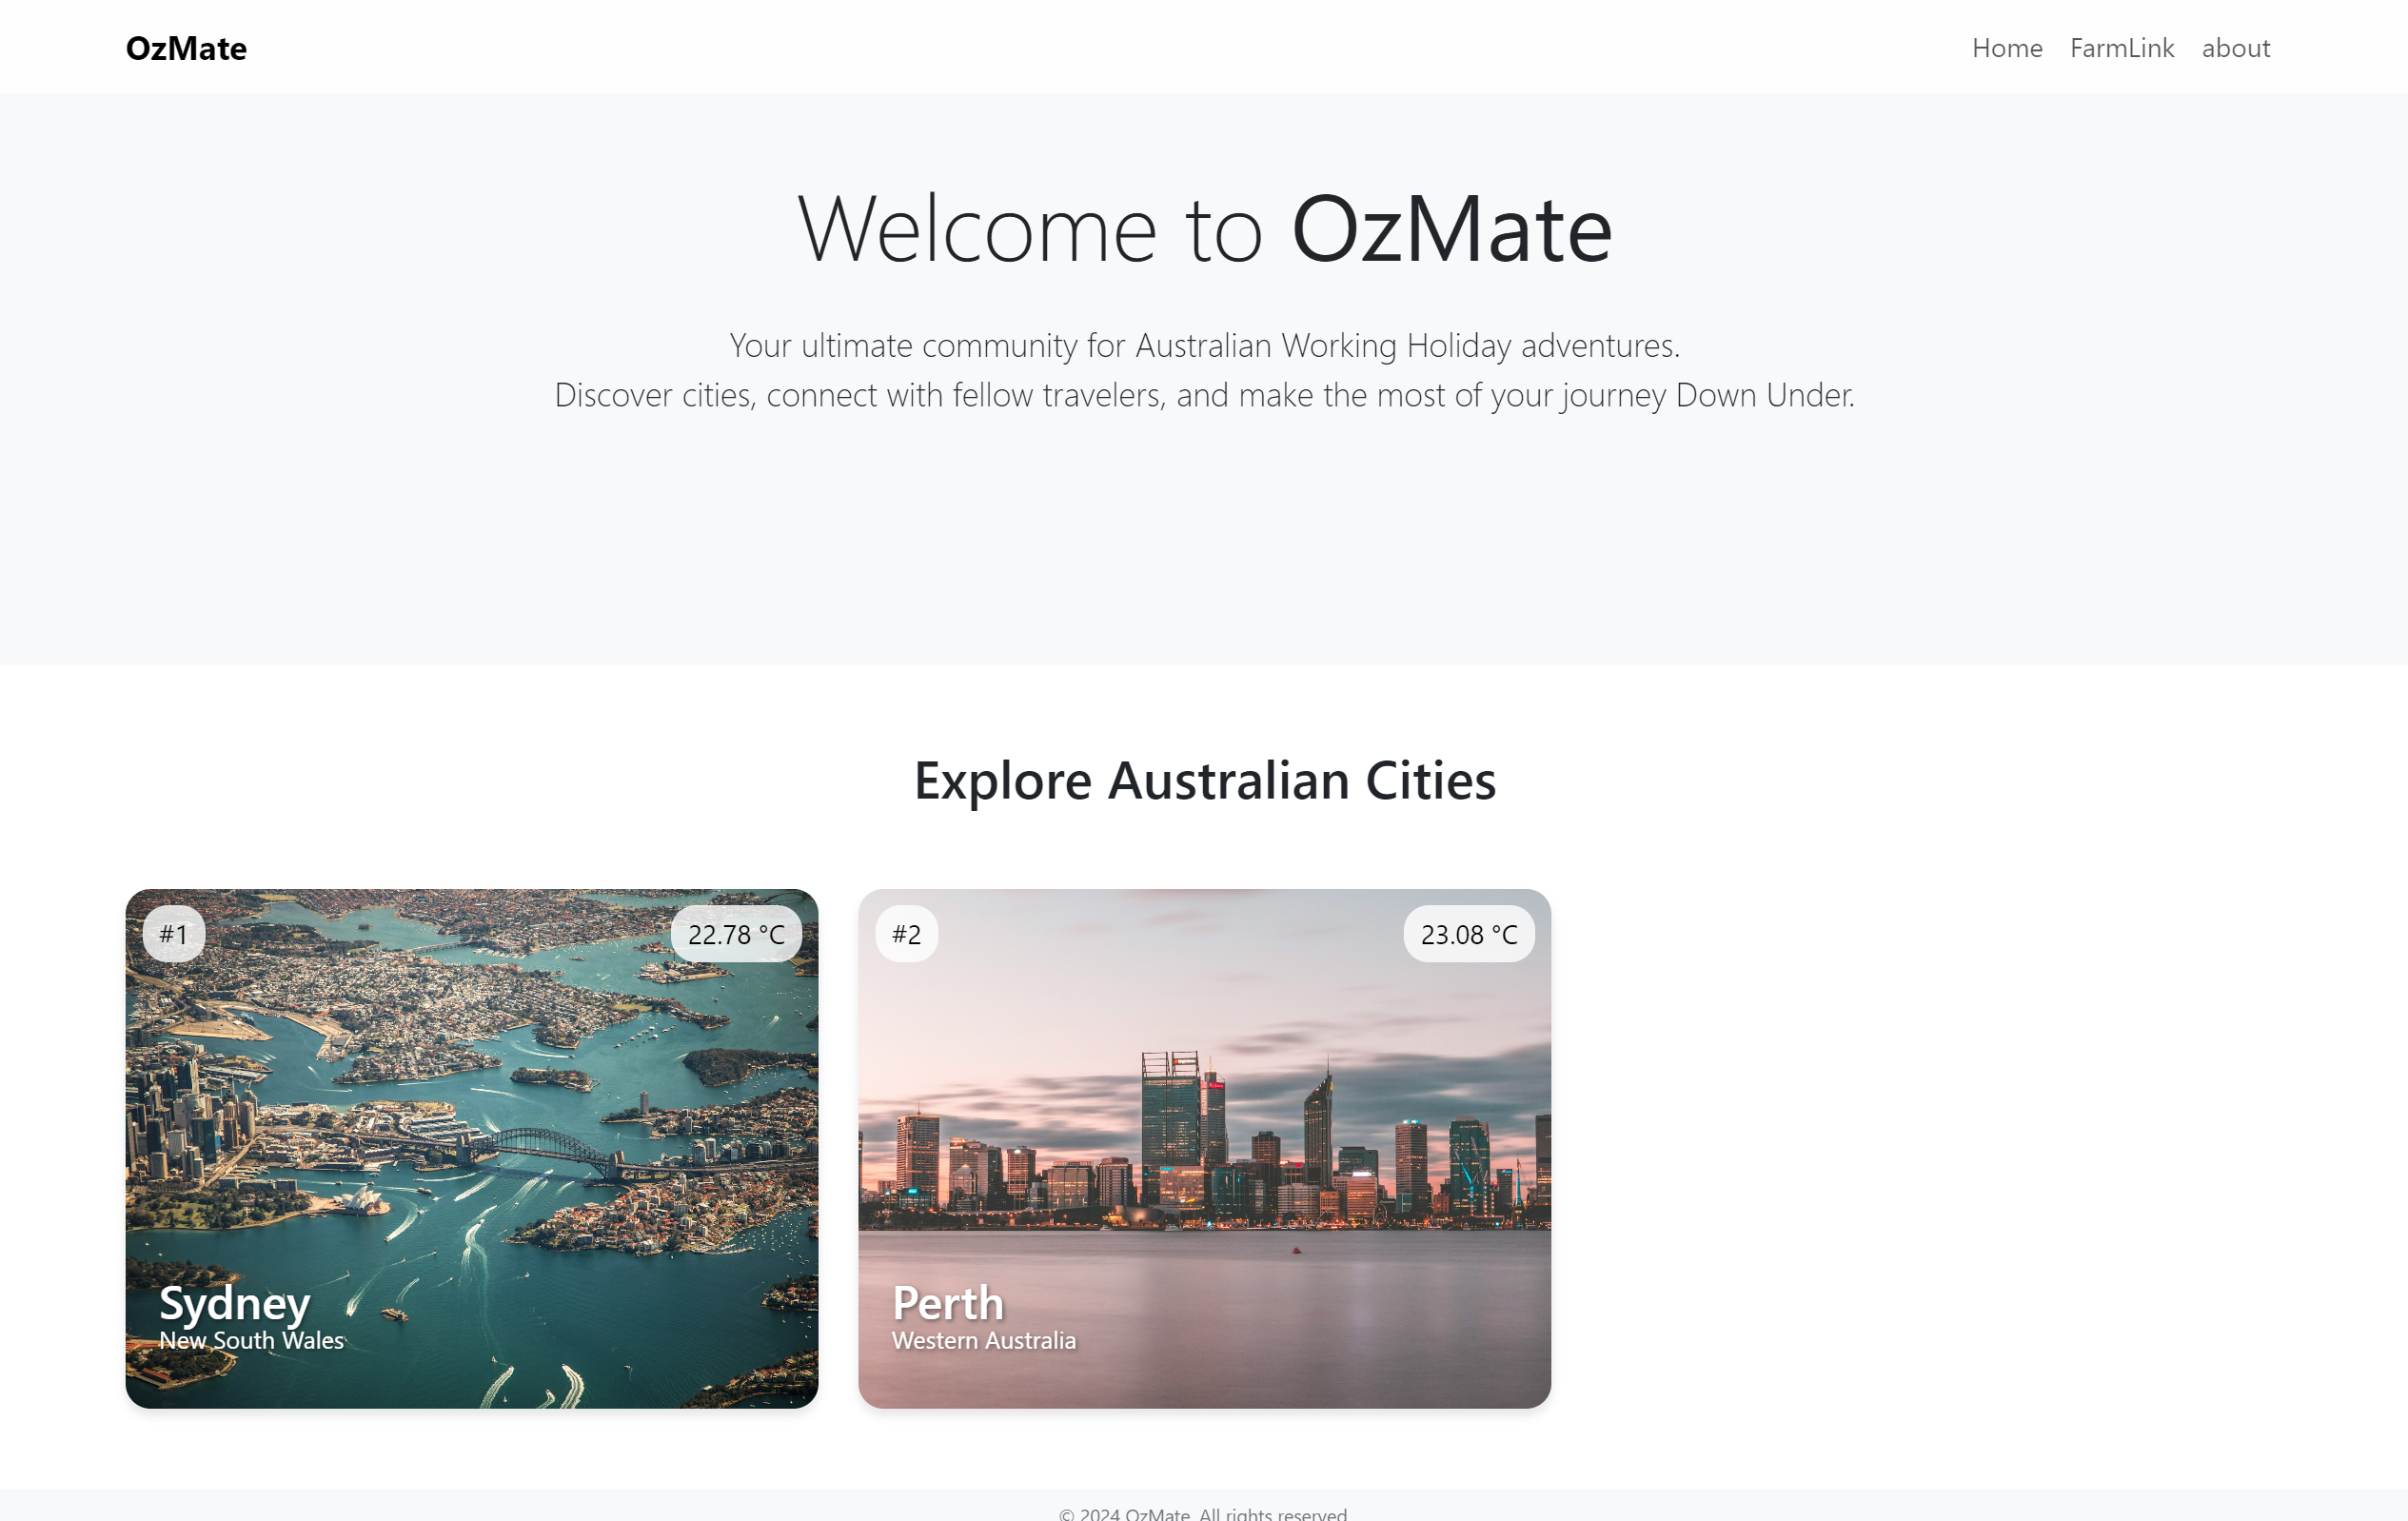 OzMate
Home FarmLink about
Welcome to OzMate
Your ultimate community for Australian Working Holiday adventures.
Discover cities, connect with fellow travelers, and make the most of your journey Down Under.
Explore Australian Cities
#1
22.78 °C
Sydney
New South Wales
#2
23.08 °C
Perth
Western Australia
© 2024 OzMate. All rights reserved.